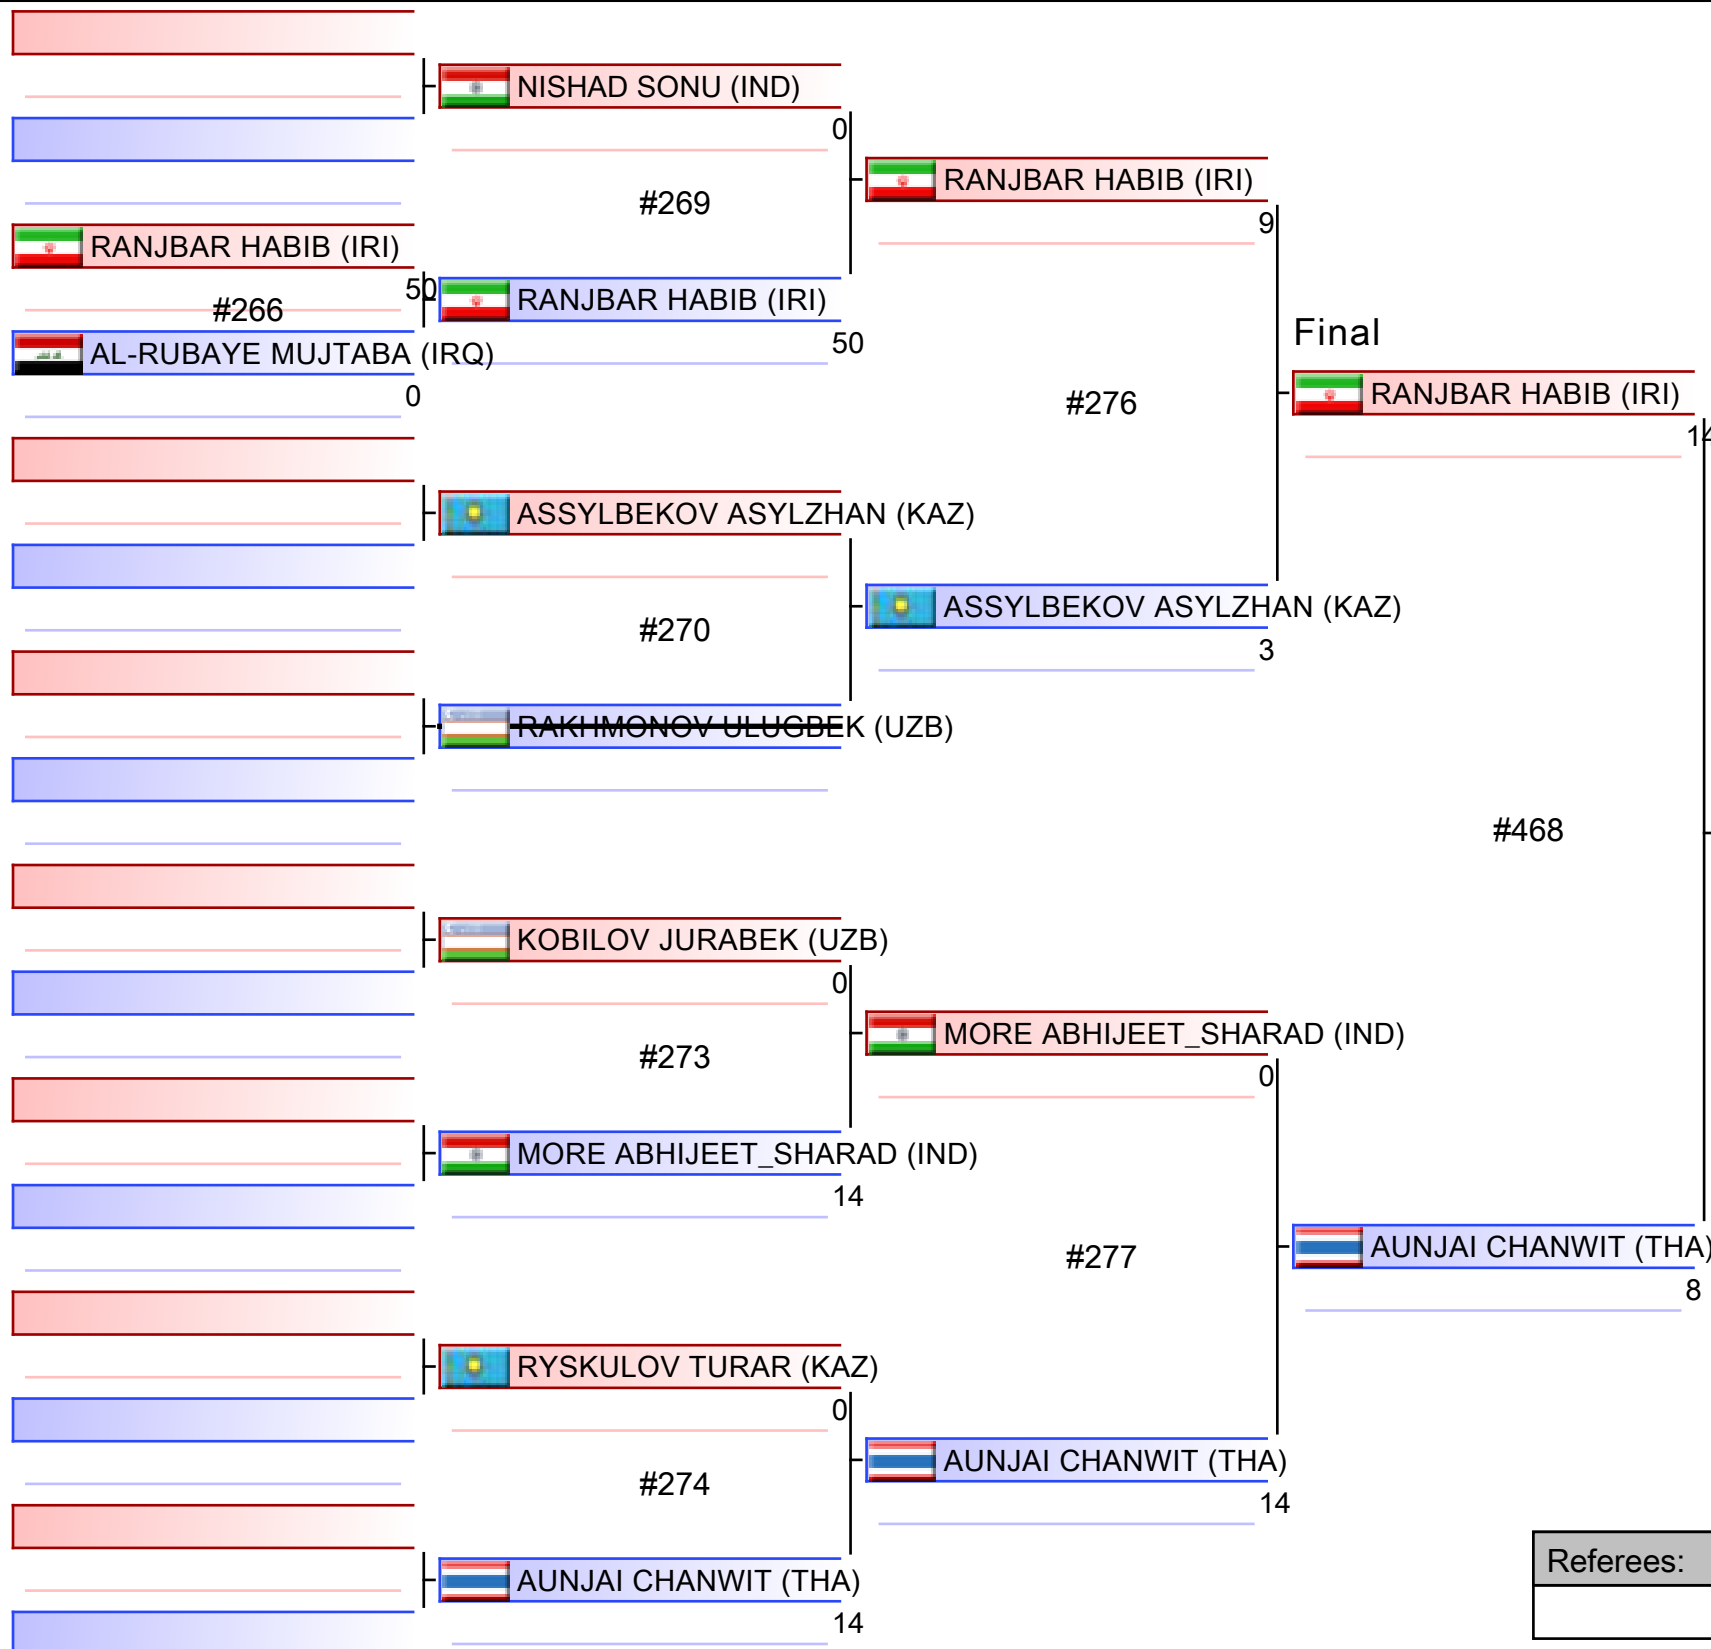 NISHAD SONU (IND)
0
#269
RANJBAR HABIB (IRI)
9
RANJBAR HABIB (IRI)
50
#266
RANJBAR HABIB (IRI)
50
AL-RUBAYE MUJTABA (IRQ)
0
Final
#276
RANJBAR HABIB (IRI)
14
ASSYLBEKOV ASYLZHAN (KAZ)
#270
ASSYLBEKOV ASYLZHAN (KAZ)
3
RAKHMONOV ULUGBEK (UZB)
#468
KOBILOV JURABEK (UZB)
0
#273
MORE ABHIJEET_SHARAD (IND)
0
MORE ABHIJEET_SHARAD (IND)
14
#277
AUNJAI CHANWIT (THA)
8
RYSKULOV TURAR (KAZ)
0
#274
AUNJAI CHANWIT (THA)
14
AUNJAI CHANWIT (THA)
14
Referees: